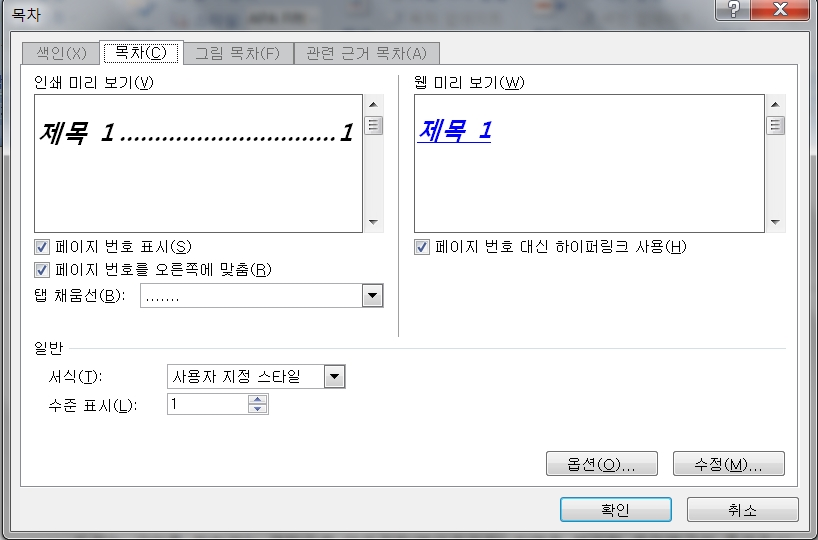 목차
색인(X) 목차(C) 그림 목차(F) 관련 근거 목차(A)
인쇄 미리 보기(V)
제목 1..............................1
웹 미리 보기(W)
제목 1
페이지 번호 표시(S)
페이지 번호를 오른쪽에 맞춤(R)
탭 채움선(B): .......
페이지 번호 대신 하이퍼링크 사용(H)
일반
서식(T): 사용자 지정 스타일
수준 표시(L): 1
옵션(O)... 수정(M)...
확인 취소